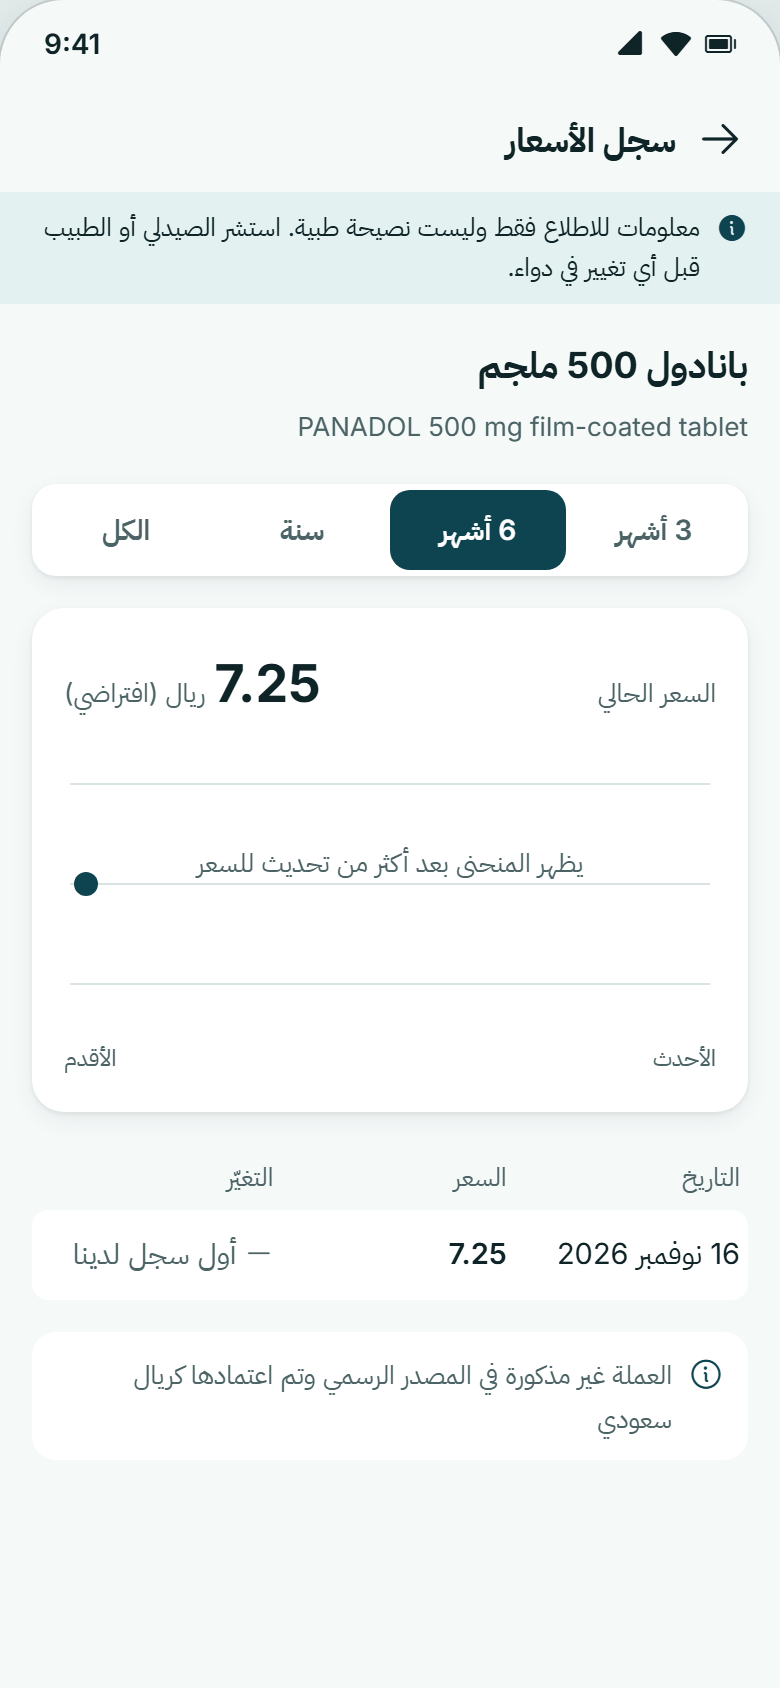 9:41
سجل الأسعار
معلومات للاطلاع فقط وليست نصيحة طبية. استشر الصيدلي أو الطبيب
قبل أي تغيير في دواء.
بانادول 500 ملجم
PANADOL 500 mg film-coated tablet
3 أشهر
6 أشهر
سنة
الكل
السعر الحالي
7.25 ريال (افتراضي)
يظهر المنحنى بعد أكثر من تحديث للسعر
الأحدث
الأقدم
التاريخ
السعر
التغيّر
16 نوفمبر 2026
7.25
— أول سجل لدينا
العملة غير مذكورة في المصدر الرسمي وتم اعتمادها كريال
سعودي